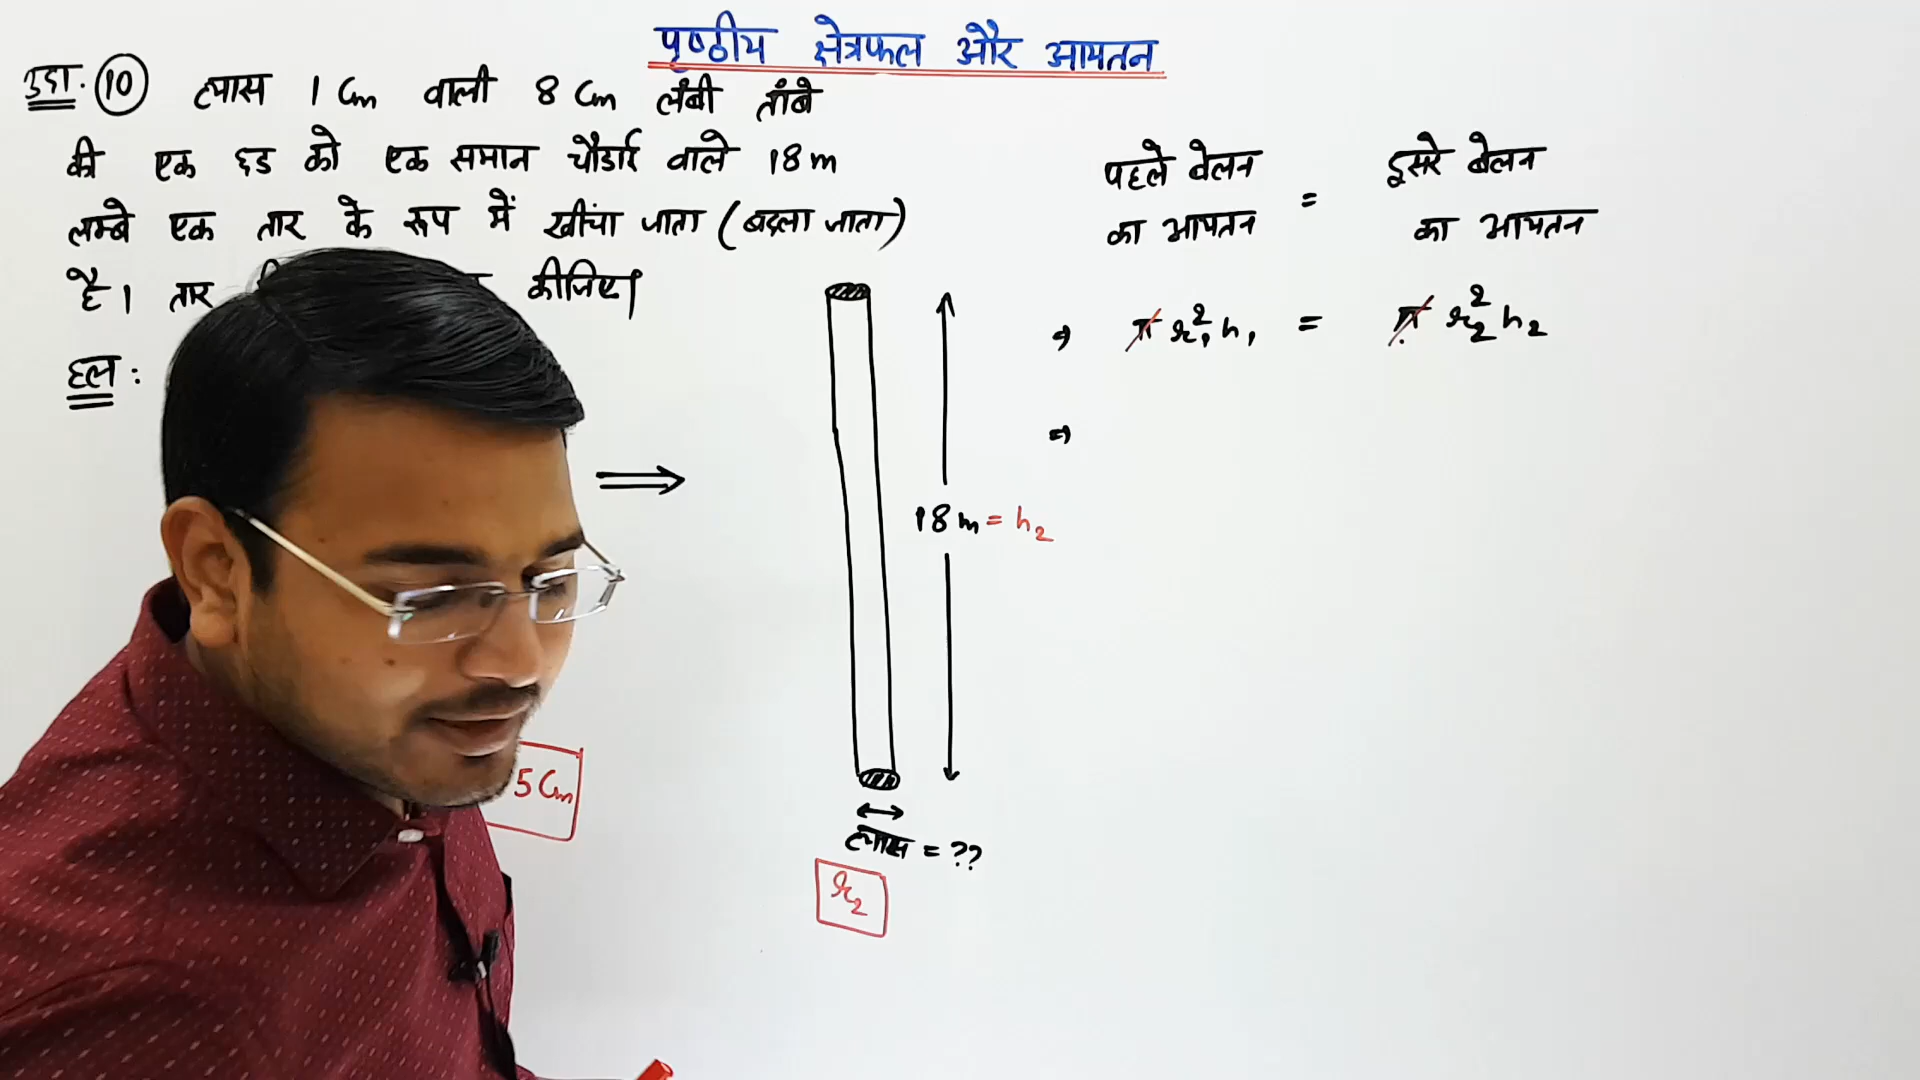 पृष्ठीय क्षेत्रफल और आयतन
उदा. 10 व्यास 1 Cm वाली 8 Cm लंबी तांबे
की एक छड को एक समान चौडाई वाले 18 m
लम्बे एक तार के रूप में खींचा जाता (बदला जाता)
है। तार कीजिए।
हल :
पहले बेलन = दूसरे बेलन
का आयतन का आयतन
⇒ π r₁² h₁ = π r₂² h₂
⇒
⇒
18 m = h₂
5 Cm
व्यास = ??
r₂